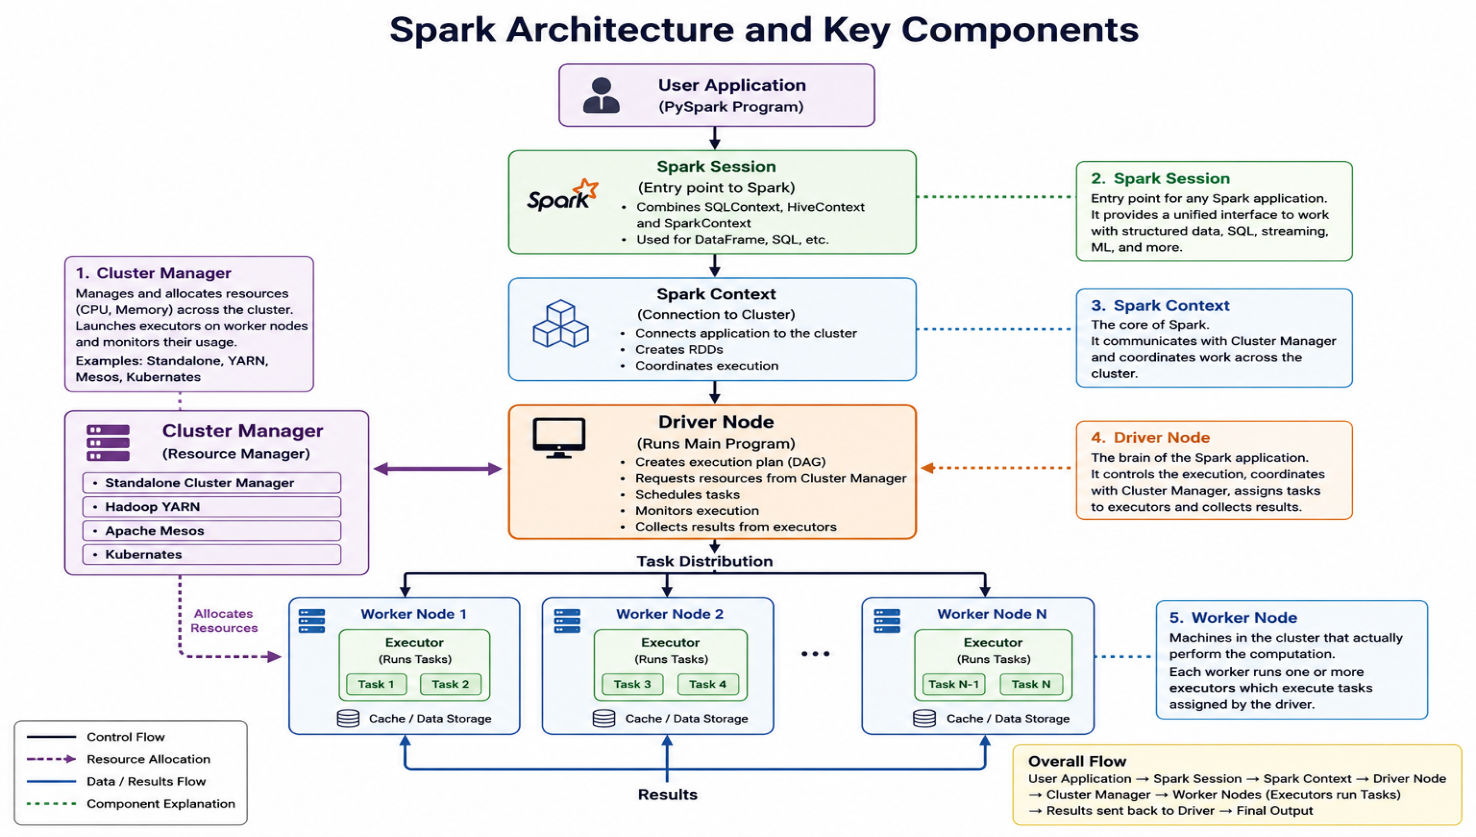 Spark Architecture and Key Components
User Application
(PySpark Program)
Spark Session
(Entry point to Spark)
Spark
• Combines SQLContext, HiveContext
and SparkContext
• Used for DataFrame, SQL, etc.
2. Spark Session
Entry point for any Spark application.
It provides a unified interface to work
with structured data, SQL, streaming,
ML, and more.
1. Cluster Manager
Manages and allocates resources
(CPU, Memory) across the cluster.
Launches executors on worker nodes
and monitors their usage.
Examples: Standalone, YARN,
Mesos, Kubernates
Spark Context
(Connection to Cluster)
• Connects application to the cluster
• Creates RDDs
• Coordinates execution
3. Spark Context
The core of Spark.
It communicates with Cluster Manager
and coordinates work across the
cluster.
Cluster Manager
(Resource Manager)
• Standalone Cluster Manager
• Hadoop YARN
• Apache Mesos
• Kubernates
Driver Node
(Runs Main Program)
• Creates execution plan (DAG)
• Requests resources from Cluster Manager
• Schedules tasks
• Monitors execution
• Collects results from executors
4. Driver Node
The brain of the Spark application.
It controls the execution, coordinates
with Cluster Manager, assigns tasks
to executors and collects results.
Task Distribution
Allocates
Resources
Worker Node 1
Executor
(Runs Tasks)
Task 1
Task 2
Cache / Data Storage
Worker Node 2
Executor
(Runs Tasks)
Task 3
Task 4
Cache / Data Storage
•••
Worker Node N
Executor
(Runs Tasks)
Task N-1
Task N
Cache / Data Storage
5. Worker Node
Machines in the cluster that actually
perform the computation.
Each worker runs one or more
executors which execute tasks
assigned by the driver.
Results
Control Flow
Resource Allocation
Data / Results Flow
Component Explanation
Overall Flow
User Application → Spark Session → Spark Context → Driver Node
→ Cluster Manager → Worker Nodes (Executors run Tasks)
→ Results sent back to Driver → Final Output